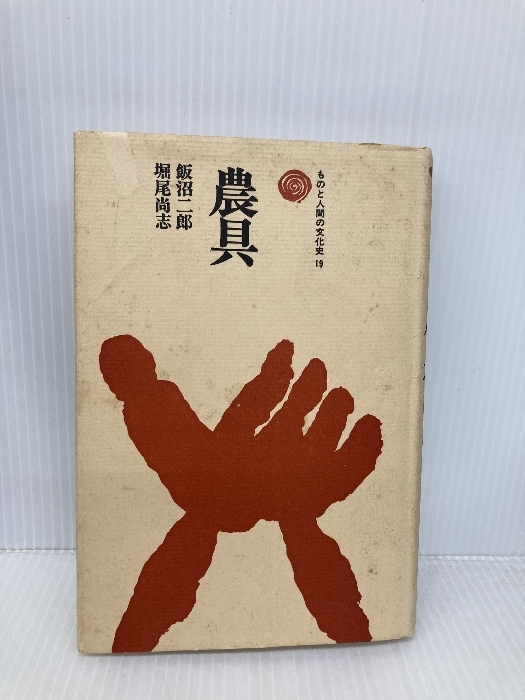 ものと人間の文化史 19
農具
飯沼二郎
堀尾尚志